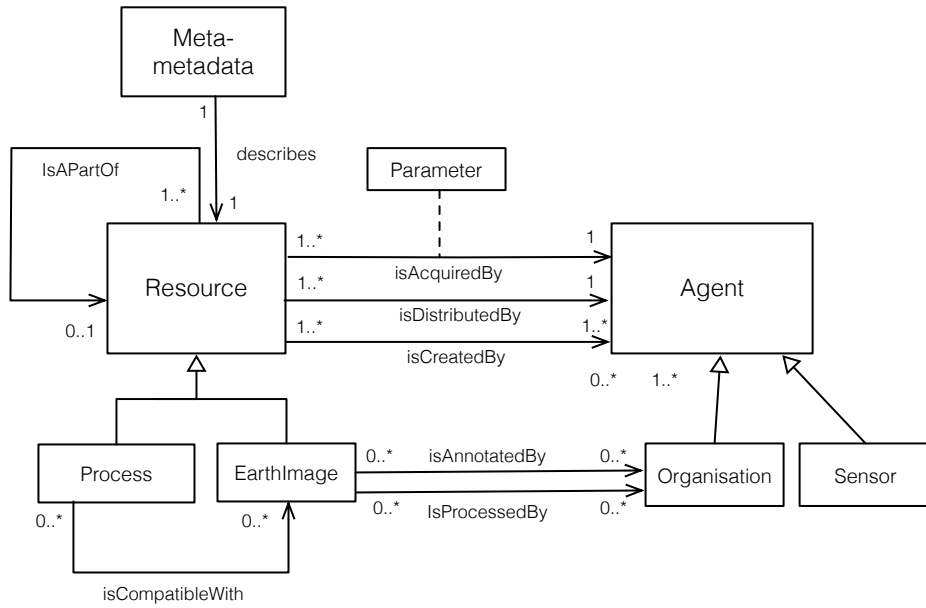 Meta-
metadata
1
describes
IsAPartOf
1..*
1
Parameter
1..*
1
isAcquiredBy
Resource
Agent
1..*
1
isDistributedBy
1..*
1..*
isCreatedBy
0..1
0..*
1..*
Process
EarthImage
0..*
isAnnotatedBy
0..*
Organisation
Sensor
0..*
0..*
0..*
IsProcessedBy
0..*
isCompatibleWith